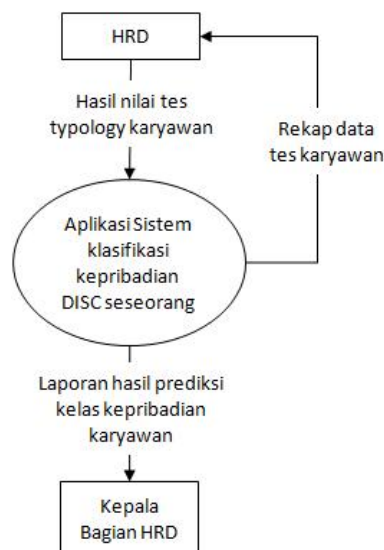 HRD
Hasil nilai tes
typology karyawan
Rekap data
tes karyawan
Aplikasi Sistem
klasifikasi
kepribadian
DISC seseorang
Laporan hasil prediksi
kelas kepribadian
karyawan
Kepala
Bagian HRD